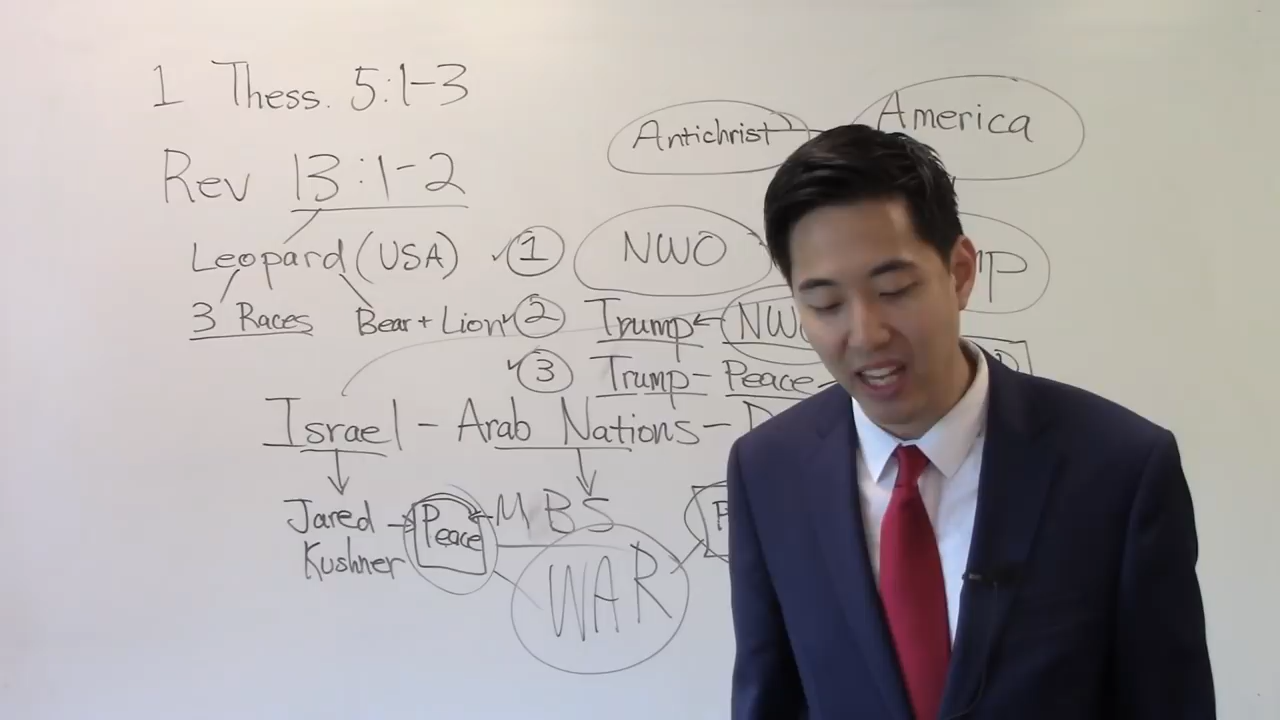 1 Thess. 5:1-3
Antichrist America
Rev 13:1-2
Leopard (USA) ① NWO
3 Races Bear + Lion ② Trump ←
③ Trump - Peace -
Israel - Arab Nations -
Jared Peace MBS
Kushner WAR